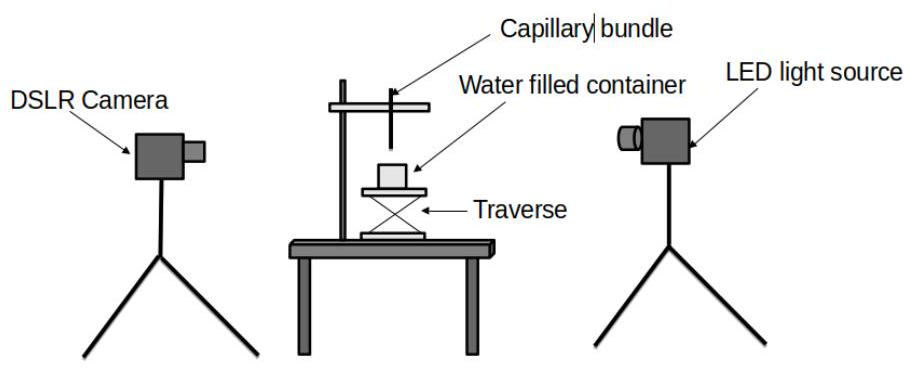 Capillary bundle
LED light source
Water filled container
DSLR Camera
Traverse